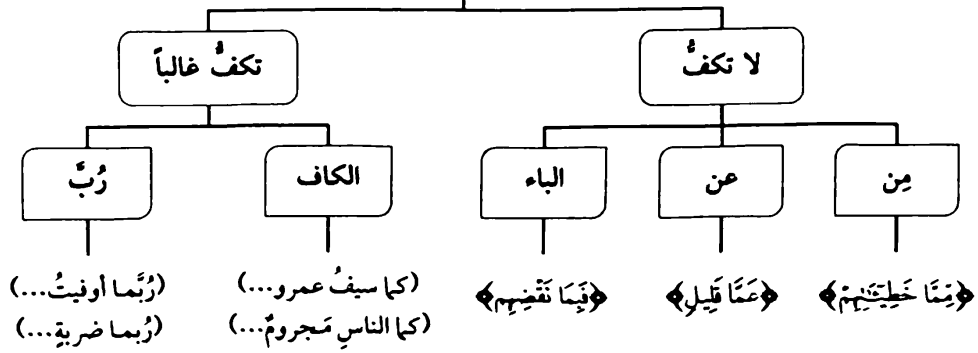 لا تكفُّ
تكفُّ غالباً
مِن
عن
الباء
الكاف
رُبَّ
﴿مِّمَّا خَطِيٓـَٰٔتِهِمْ﴾
﴿عَمَّا قَلِيلٍ﴾
﴿فَبِمَا نَقْضِهِم﴾
(كما سيفُ عمرو...)
(كما الناسِ مَجرومٌ...)
(رُبَّما أوفيتُ...)
(رُبما ضربةٍ...)